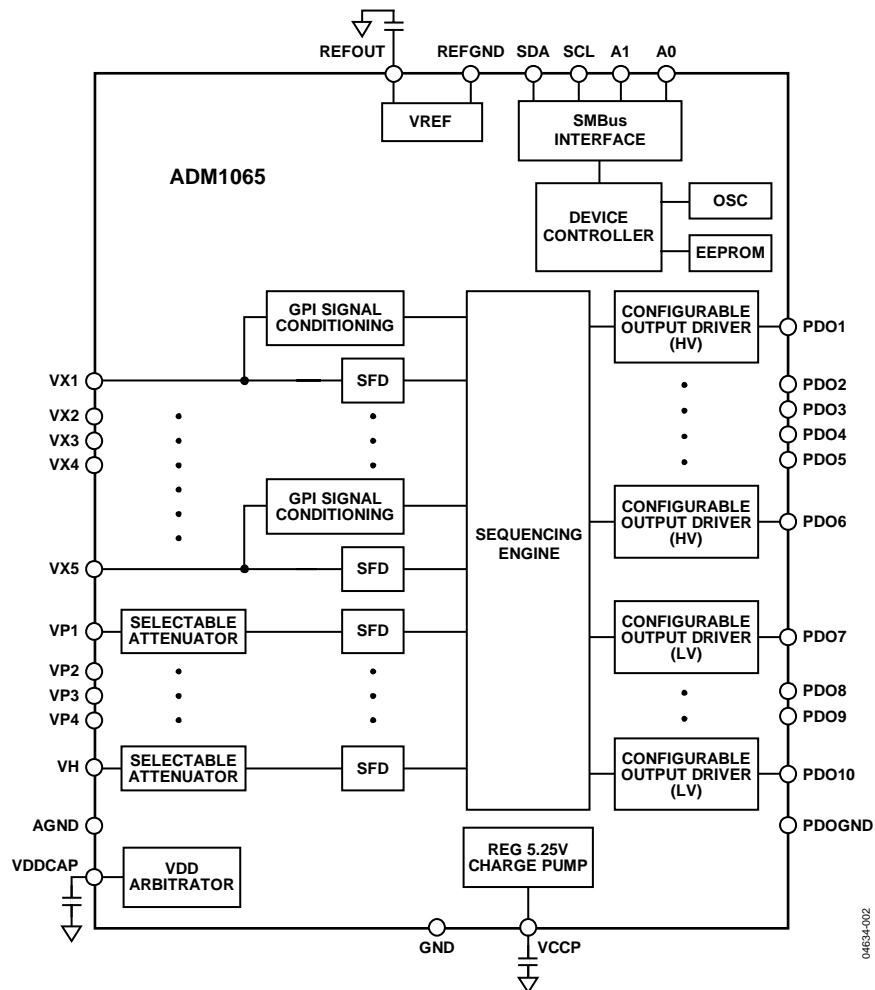 REFOUT
REFGND
SDA
SCL
A1
A0
VREF
SMBus
INTERFACE
ADM1065
DEVICE
CONTROLLER
OSC
EEPROM
GPI SIGNAL
CONDITIONING
CONFIGURABLE
OUTPUT DRIVER
(HV)
PDO1
VX1
SFD
PDO2
VX2
PDO3
VX3
PDO4
VX4
PDO5
GPI SIGNAL
CONDITIONING
CONFIGURABLE
OUTPUT DRIVER
(HV)
PDO6
SEQUENCING
ENGINE
VX5
SFD
VP1
SELECTABLE
ATTENUATOR
SFD
CONFIGURABLE
OUTPUT DRIVER
(LV)
PDO7
VP2
VP3
VP4
PDO8
PDO9
VH
SELECTABLE
ATTENUATOR
SFD
CONFIGURABLE
OUTPUT DRIVER
(LV)
PDO10
AGND
PDOGND
VDDCAP
VDD
ARBITRATOR
REG 5.25V
CHARGE PUMP
GND
VCCP
04634-002